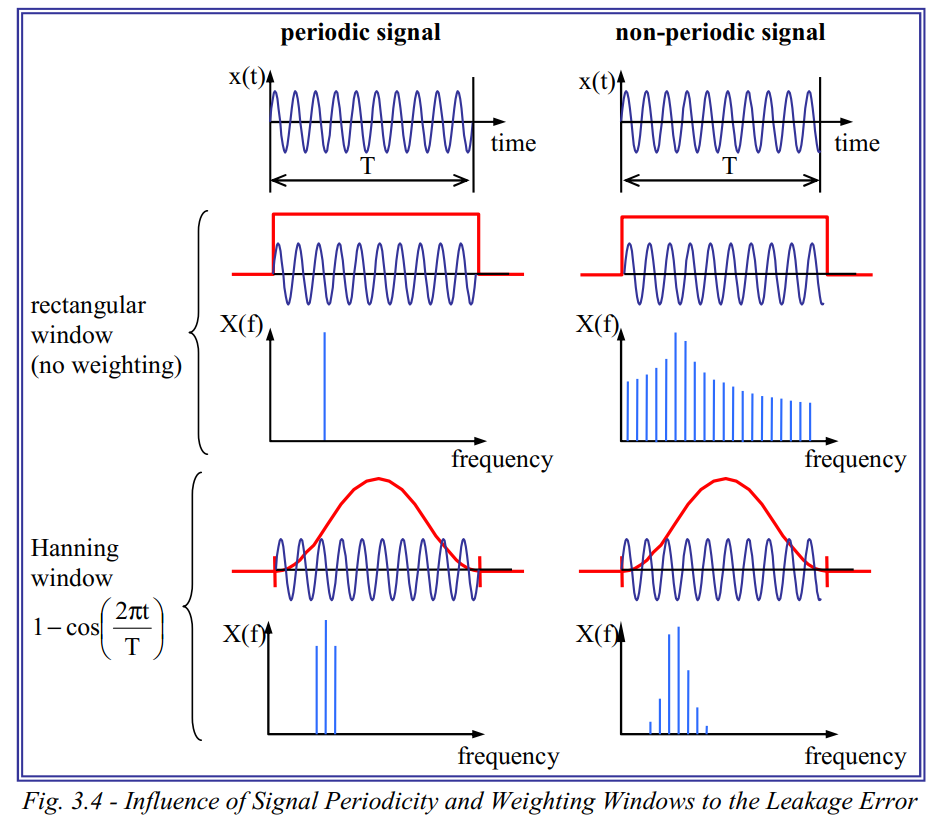 periodic signal
non-periodic signal
x(t)
time
T
x(t)
time
T
rectangular
window
(no weighting)
X(f)
frequency
X(f)
frequency
Hanning
window
1−cos(2πt/T)
X(f)
frequency
X(f)
frequency
Fig. 3.4 - Influence of Signal Periodicity and Weighting Windows to the Leakage Error